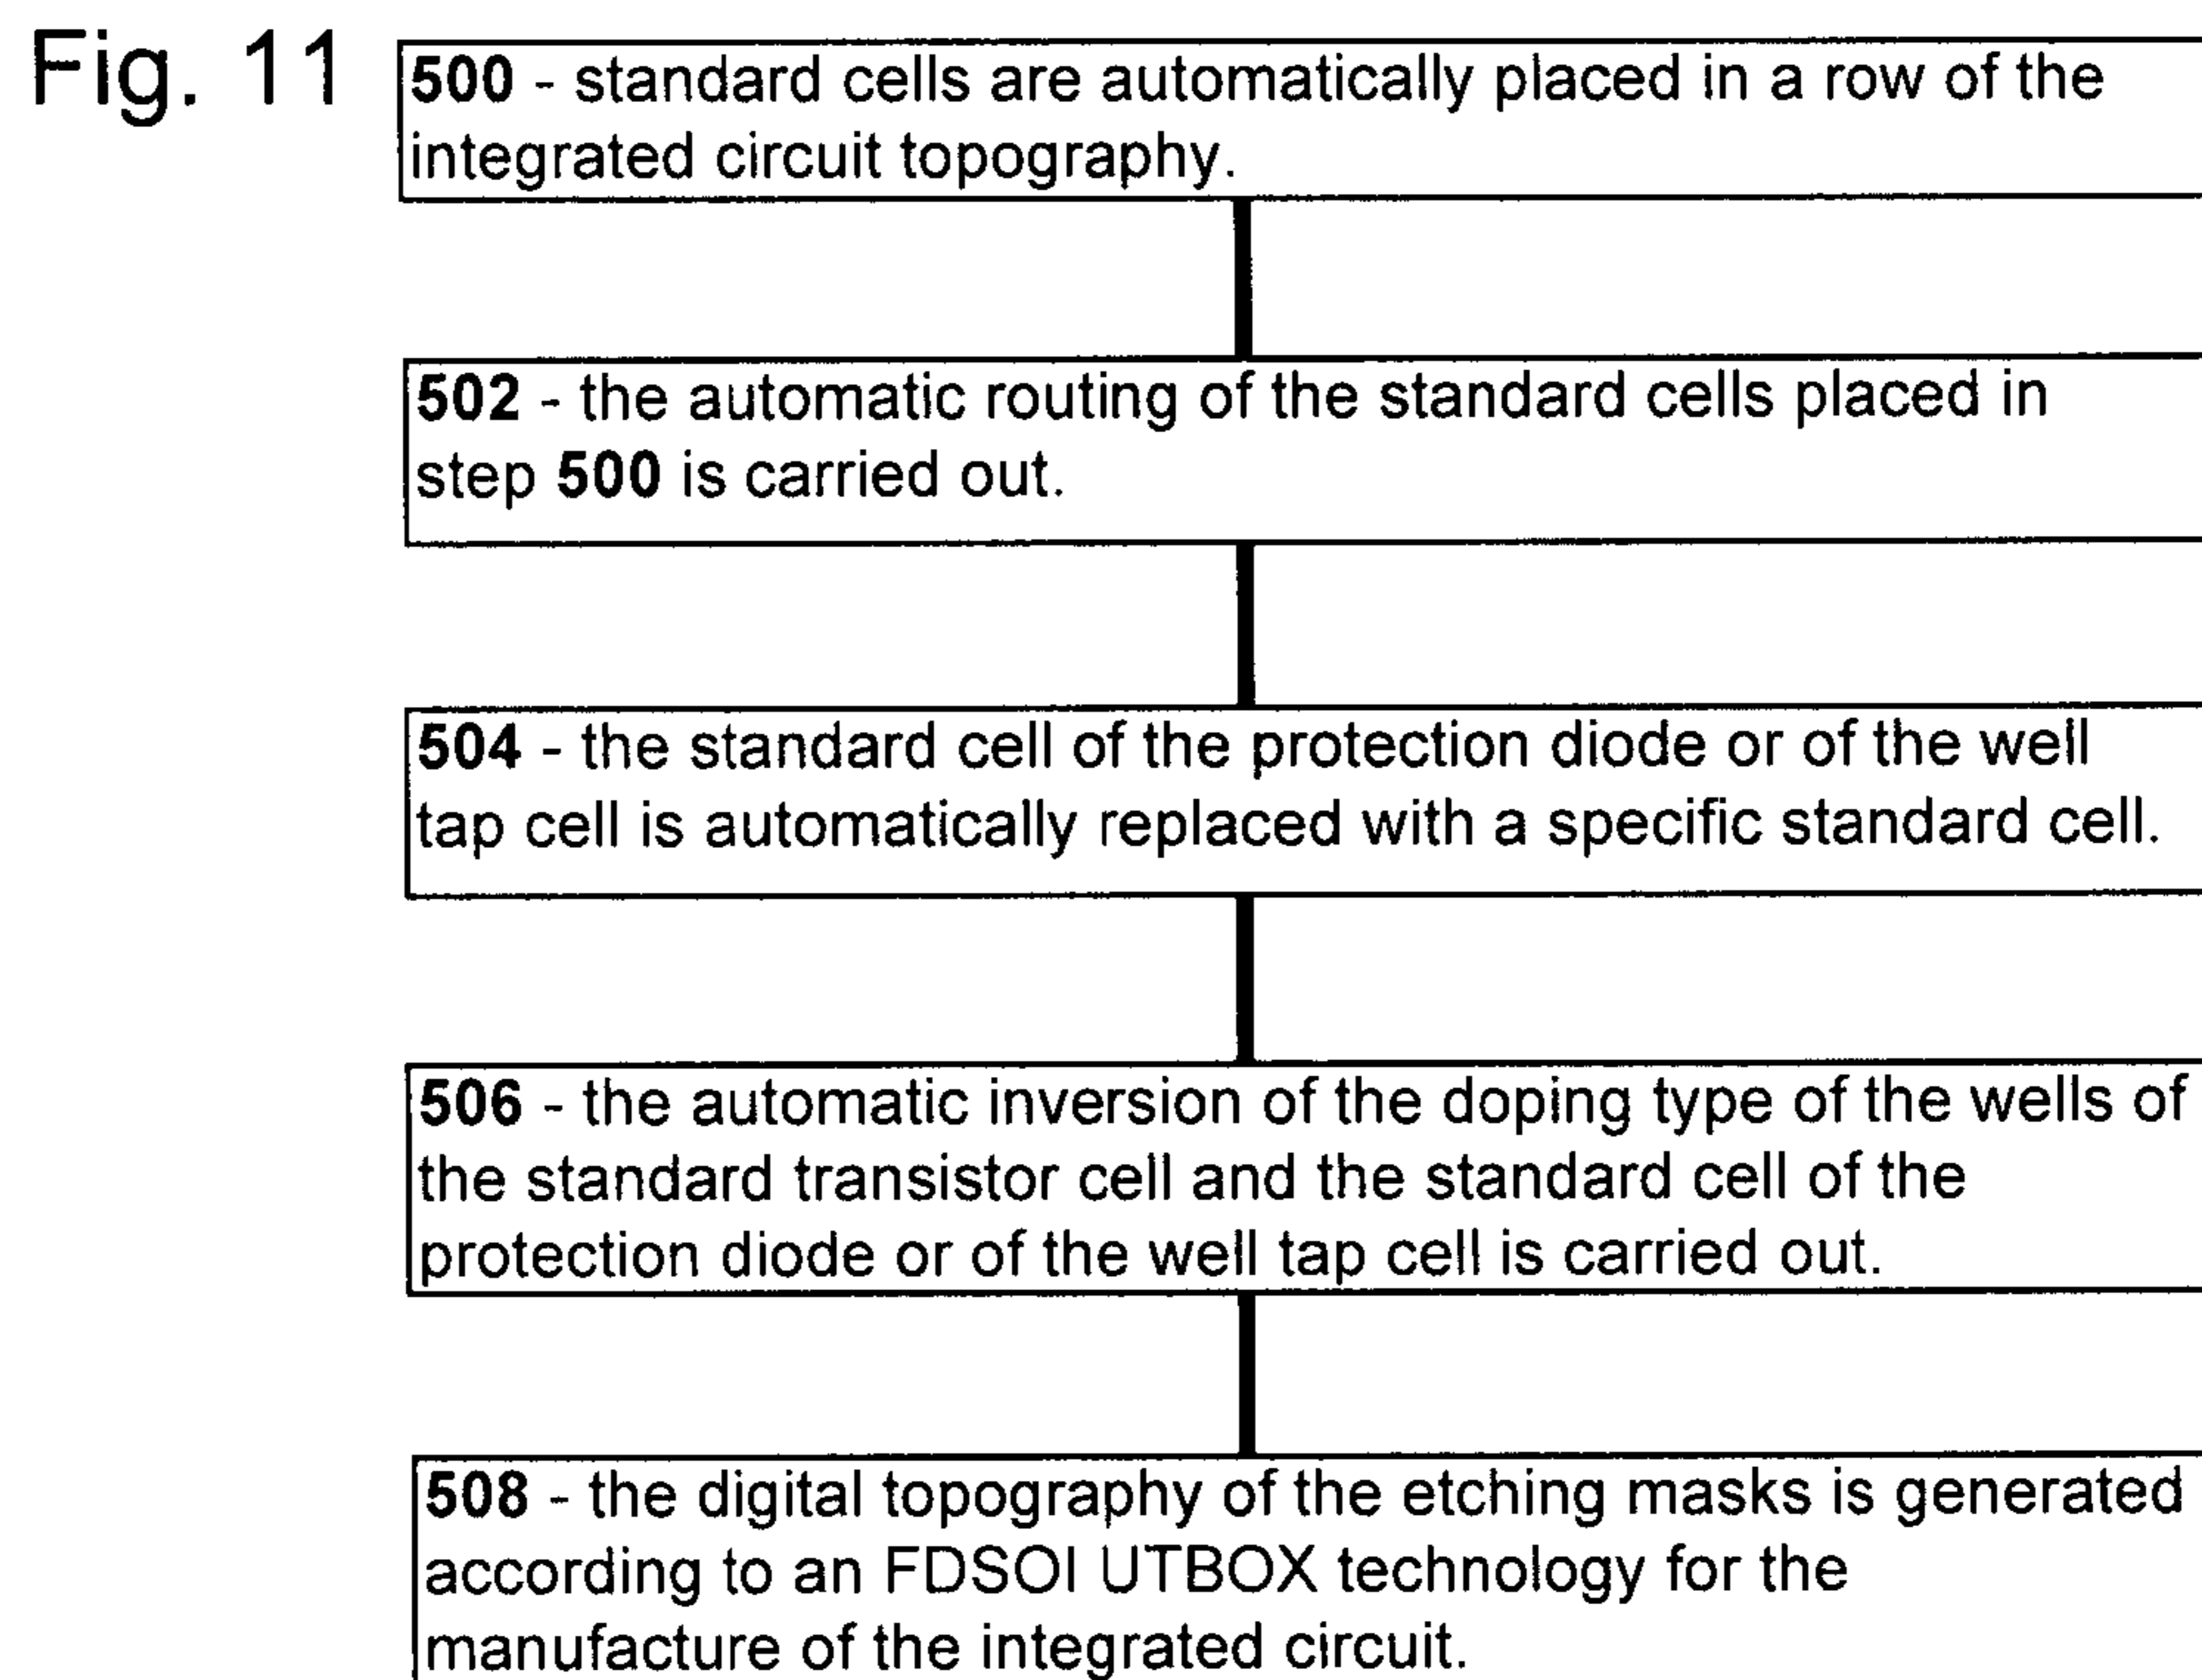 Fig. 11
500 - standard cells are automatically placed in a row of the
integrated circuit topography.
502 - the automatic routing of the standard cells placed in
step 500 is carried out.
504 - the standard cell of the protection diode or of the well
tap cell is automatically replaced with a specific standard cell.
506 - the automatic inversion of the doping type of the wells of
the standard transistor cell and the standard cell of the
protection diode or of the well tap cell is carried out.
508 - the digital topography of the etching masks is generated
according to an FDSOI UTBOX technology for the
manufacture of the integrated circuit.